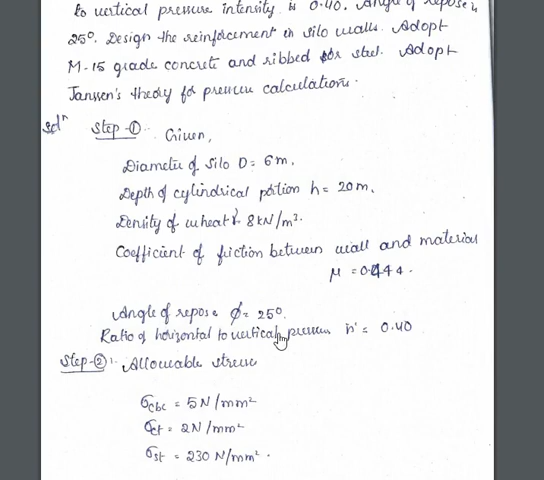 to vertical pressure intensity is 0.40. Angle of repose is
25°. Design the reinforcement in silo walls. Adopt
M-15 grade concrete and ribbed for steel. Adopt
Janssen's theory for pressure calculations.
Solⁿ Step-① Given,
Diameter of Silo D = 6m.
Depth of cylindrical portion h = 20m.
Density of wheat γ = 8 kN/m³.
Coefficient of friction between wall and material
μ = 0.444.
Angle of repose ϕ = 25°.
Ratio of horizontal to vertical pressure n = 0.40
Step-②: Allowable stress
σcbc = 5N/mm²
σct = 2N/mm²
σst = 230 N/mm².